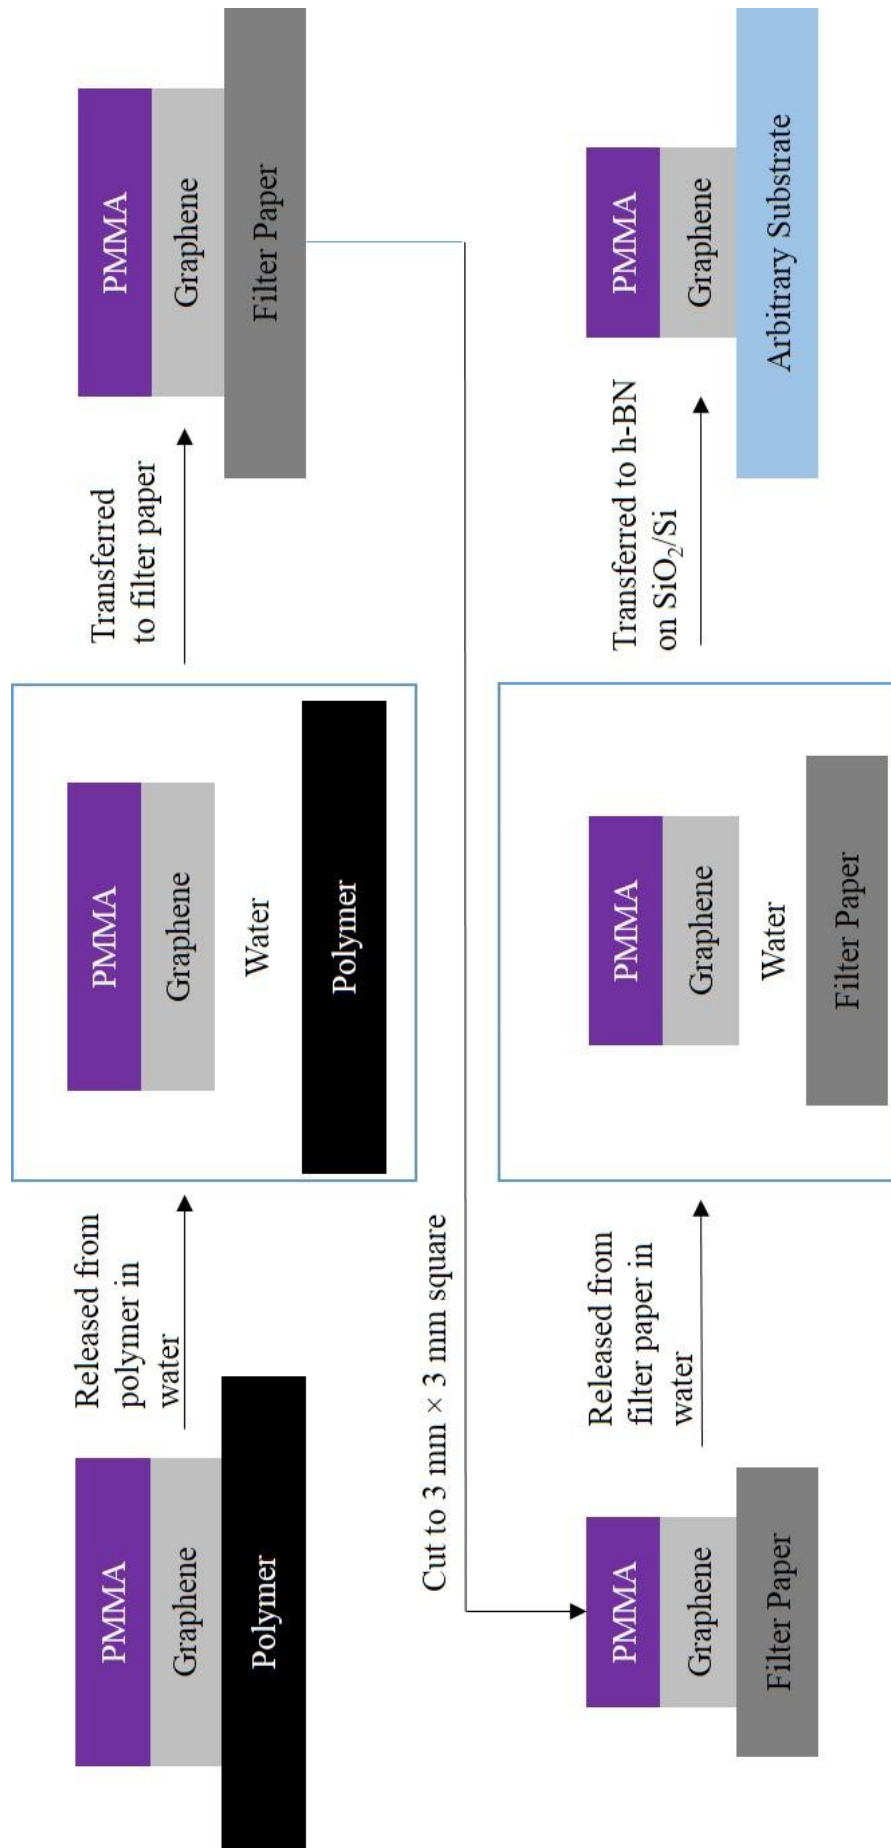 PMMA
Graphene
Polymer
Released from
polymer in
water
PMMA
Graphene
Water
Polymer
Transferred
to filter paper
PMMA
Graphene
Filter Paper
Cut to 3 mm × 3 mm square
PMMA
Graphene
Filter Paper
Released from
filter paper in
water
PMMA
Graphene
Water
Filter Paper
Transferred to h-BN
on SiO₂/Si
PMMA
Graphene
Arbitrary Substrate